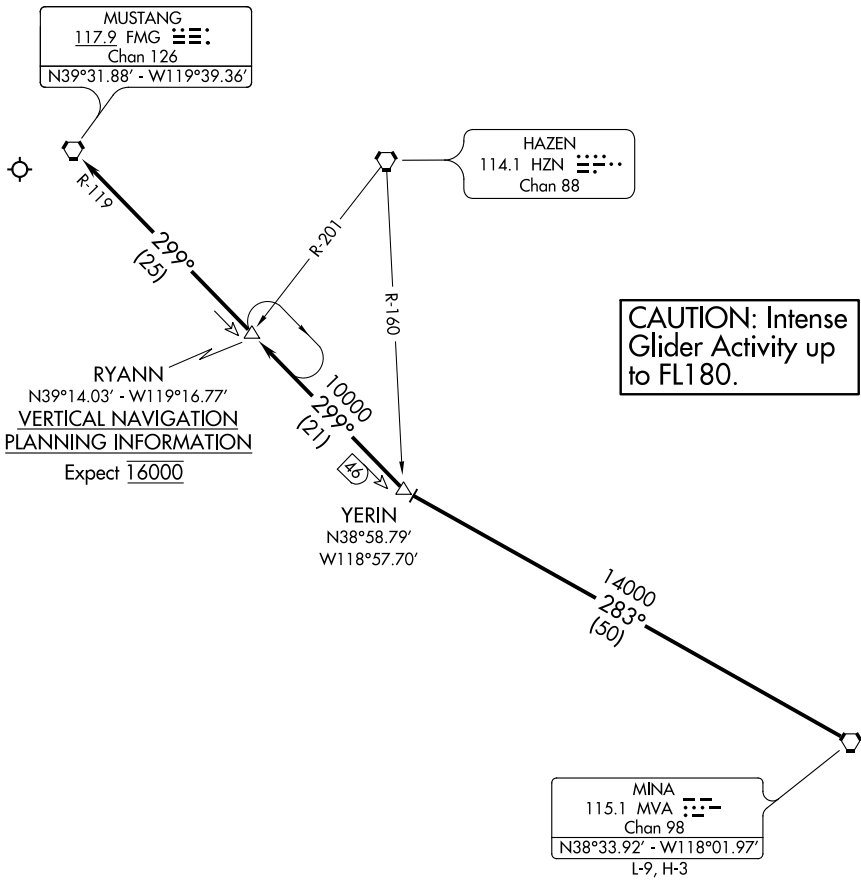 MUSTANG
117.9 FMG
Chan 126
N39°31.88' - W119°39.36'
HAZEN
114.1 HZN
Chan 88
R-119
299°
(25)
R-201
R-160
CAUTION: Intense
Glider Activity up
to FL180.
RYANN
N39°14.03' - W119°16.77'
VERTICAL NAVIGATION
PLANNING INFORMATION
Expect 16000
10000
299°
(21)
46
YERIN
N38°58.79'
W118°57.70'
14000
283°
(50)
MINA
115.1 MVA
Chan 98
N38°33.92' - W118°01.97'
L-9, H-3